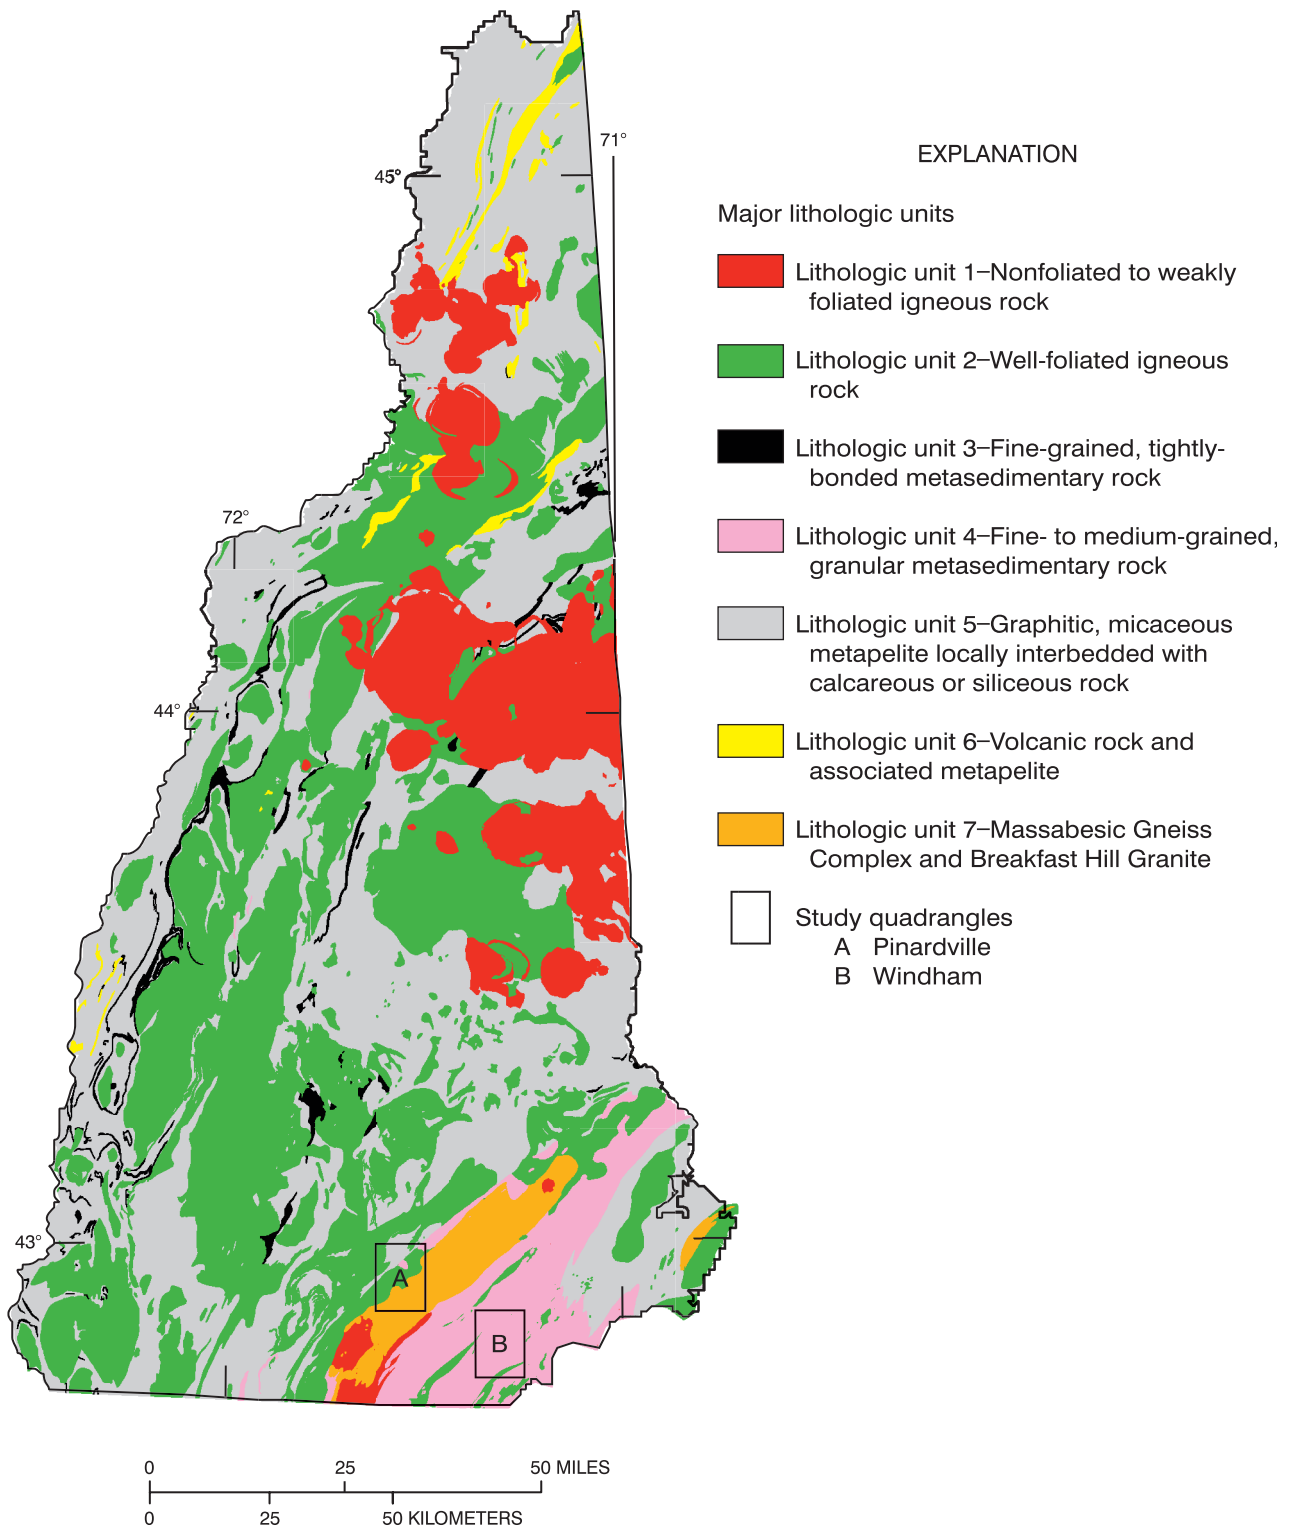 71°
45°
72°
44°
43°
A
B
EXPLANATION
Major lithologic units
Lithologic unit 1–Nonfoliated to weakly
foliated igneous rock
Lithologic unit 2–Well-foliated igneous
rock
Lithologic unit 3–Fine-grained, tightly-
bonded metasedimentary rock
Lithologic unit 4–Fine- to medium-grained,
granular metasedimentary rock
Lithologic unit 5–Graphitic, micaceous
metapelite locally interbedded with
calcareous or siliceous rock
Lithologic unit 6–Volcanic rock and
associated metapelite
Lithologic unit 7–Massabesic Gneiss
Complex and Breakfast Hill Granite
Study quadrangles
A Pinardville
B Windham
0 25 50 MILES
0 25 50 KILOMETERS